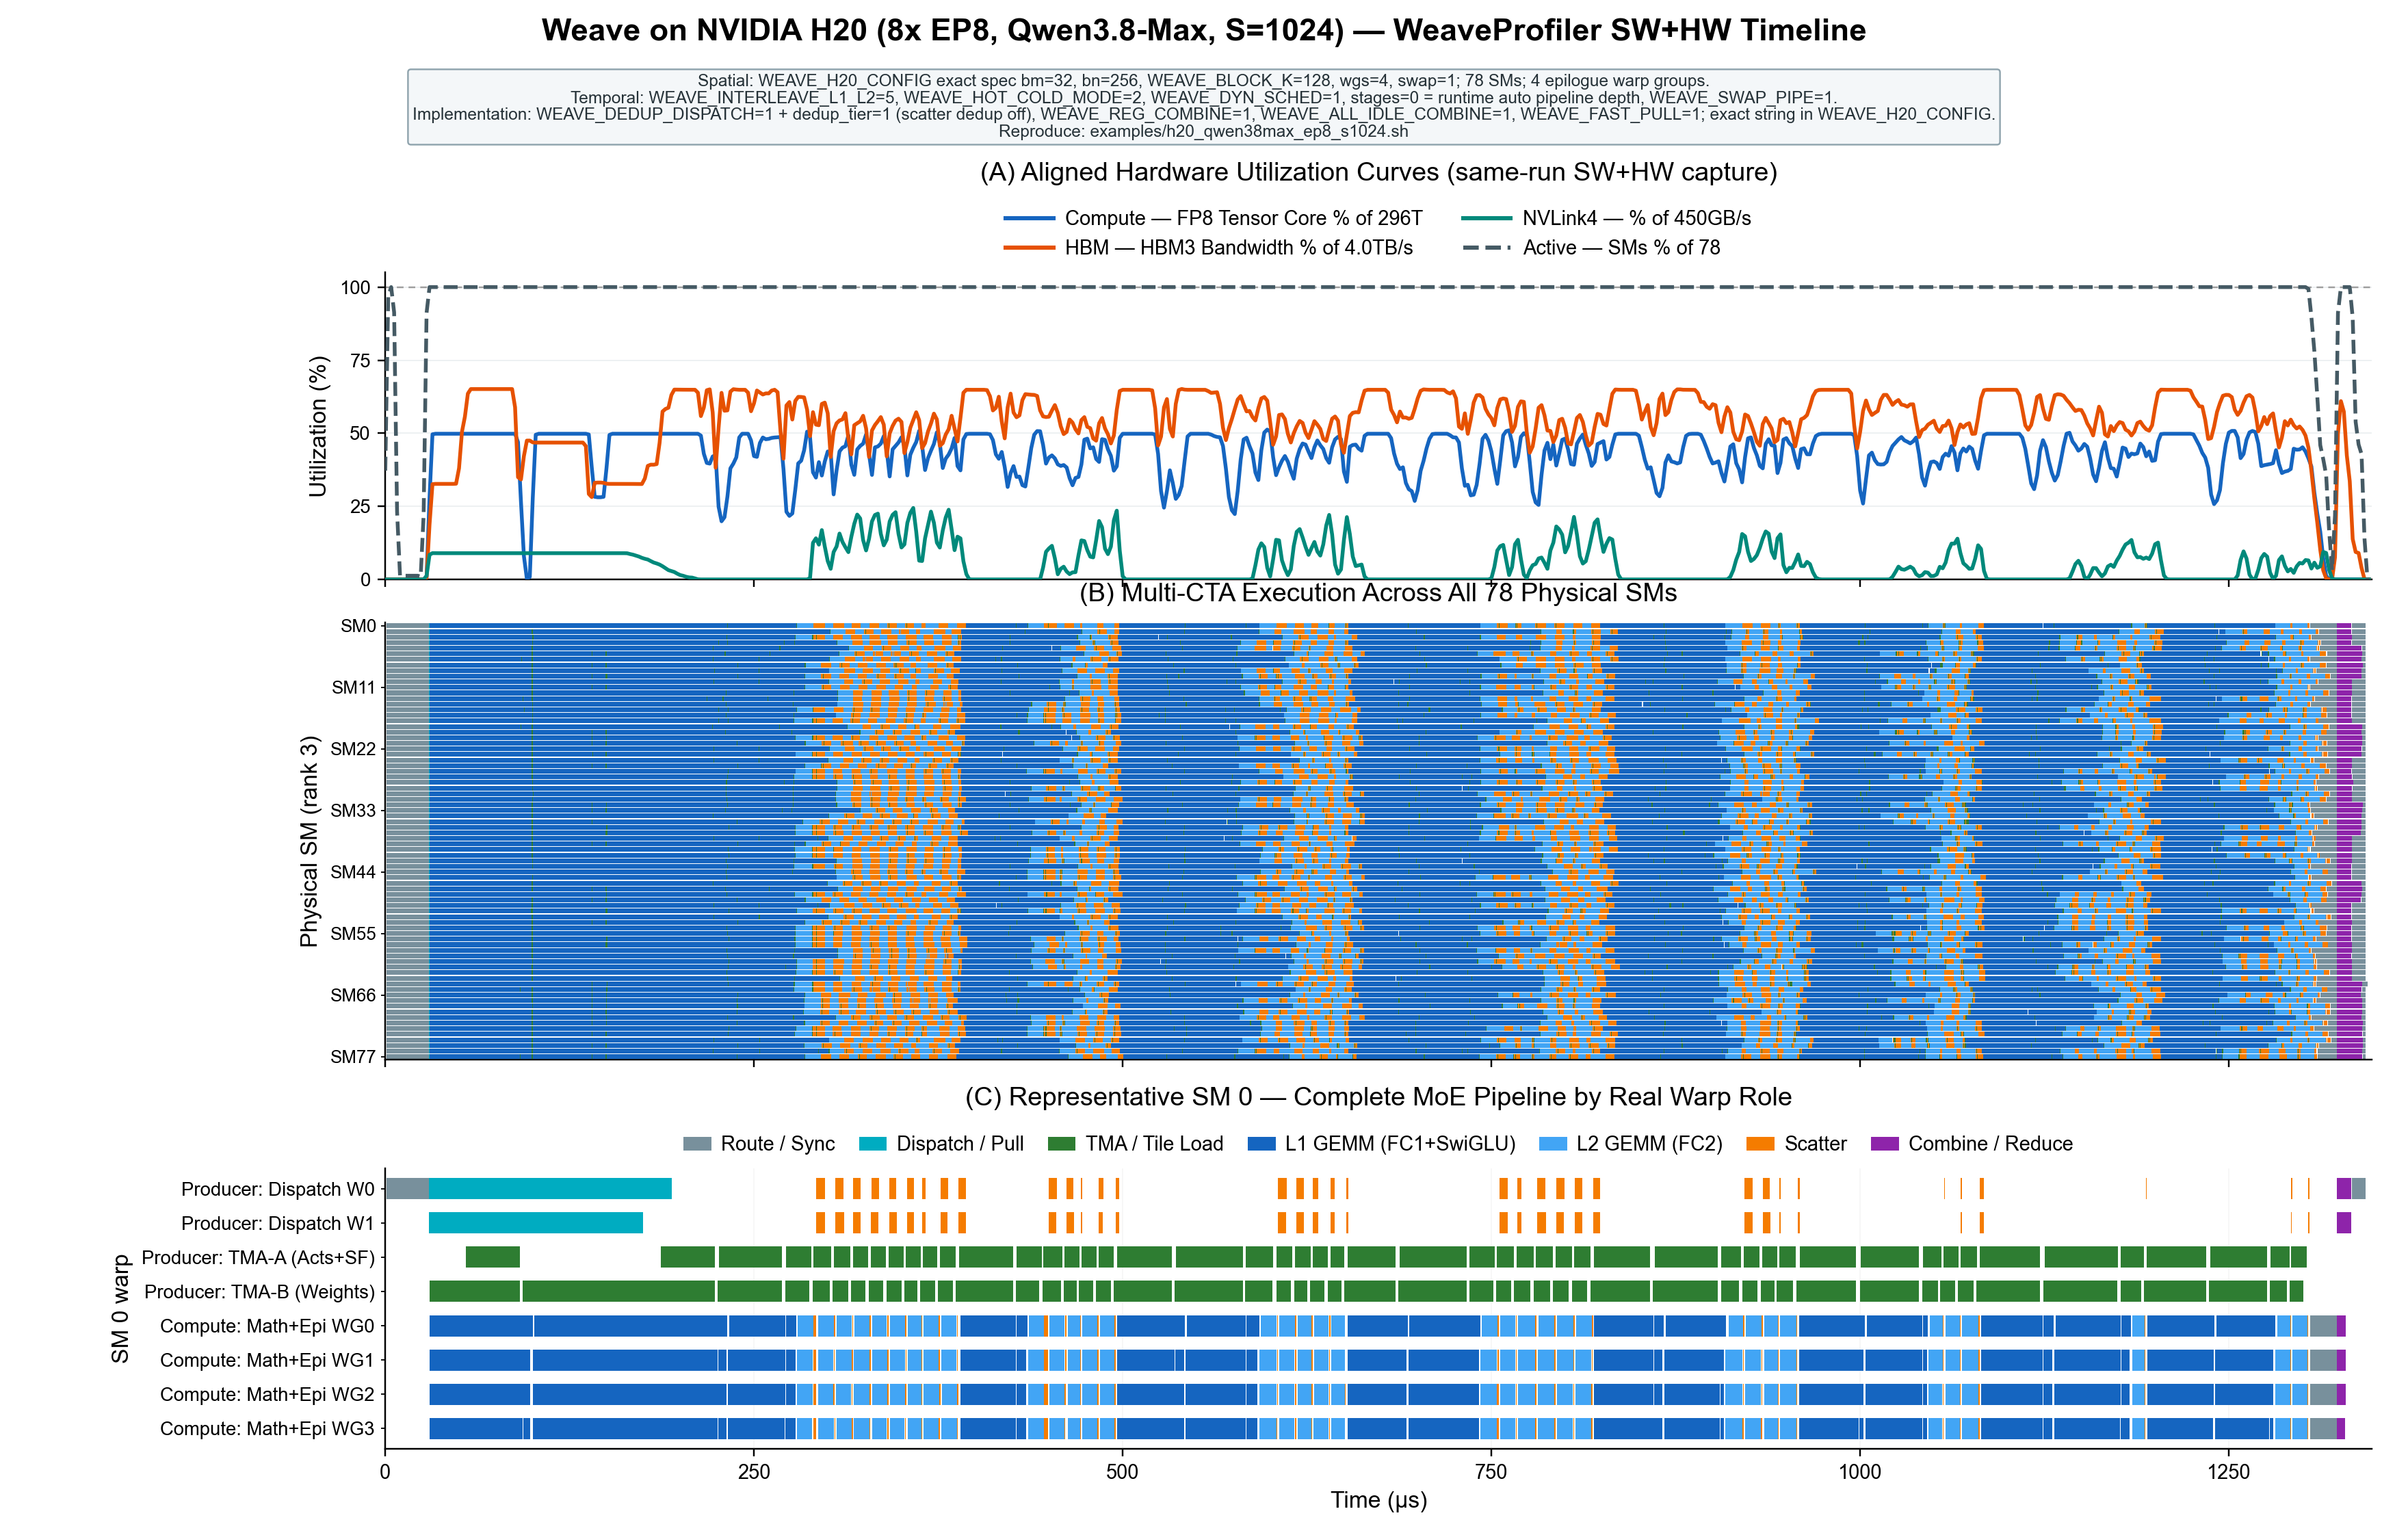 Weave on NVIDIA H20 (8x EP8, Qwen3.8-Max, S=1024) — WeaveProfiler SW+HW Timeline
Spatial: WEAVE_H20_CONFIG exact spec bm=32, bn=256, WEAVE_BLOCK_K=128, wgs=4, swap=1; 78 SMs; 4 epilogue warp groups.
Temporal: WEAVE_INTERLEAVE_L1_L2=5, WEAVE_HOT_COLD_MODE=2, WEAVE_DYN_SCHED=1, stages=0 = runtime auto pipeline depth, WEAVE_SWAP_PIPE=1.
Implementation: WEAVE_DEDUP_DISPATCH=1 + dedup_tier=1 (scatter dedup off), WEAVE_REG_COMBINE=1, WEAVE_ALL_IDLE_COMBINE=1, WEAVE_FAST_PULL=1; exact string in WEAVE_H20_CONFIG.
Reproduce: examples/h20_qwen38max_ep8_s1024.sh
(A) Aligned Hardware Utilization Curves (same-run SW+HW capture)
Compute — FP8 Tensor Core % of 296T
NVLink4 — % of 450GB/s
HBM — HBM3 Bandwidth % of 4.0TB/s
Active — SMs % of 78
Utilization (%)
100
75
50
25
0
(B) Multi-CTA Execution Across All 78 Physical SMs
Physical SM (rank 3)
SM0
SM11
SM22
SM33
SM44
SM55
SM66
SM77
(C) Representative SM 0 — Complete MoE Pipeline by Real Warp Role
Route / Sync
Dispatch / Pull
TMA / Tile Load
L1 GEMM (FC1+SwiGLU)
L2 GEMM (FC2)
Scatter
Combine / Reduce
SM 0 warp
Producer: Dispatch W0
Producer: Dispatch W1
Producer: TMA-A (Acts+SF)
Producer: TMA-B (Weights)
Compute: Math+Epi WG0
Compute: Math+Epi WG1
Compute: Math+Epi WG2
Compute: Math+Epi WG3
0
250
500
750
1000
1250
Time (µs)